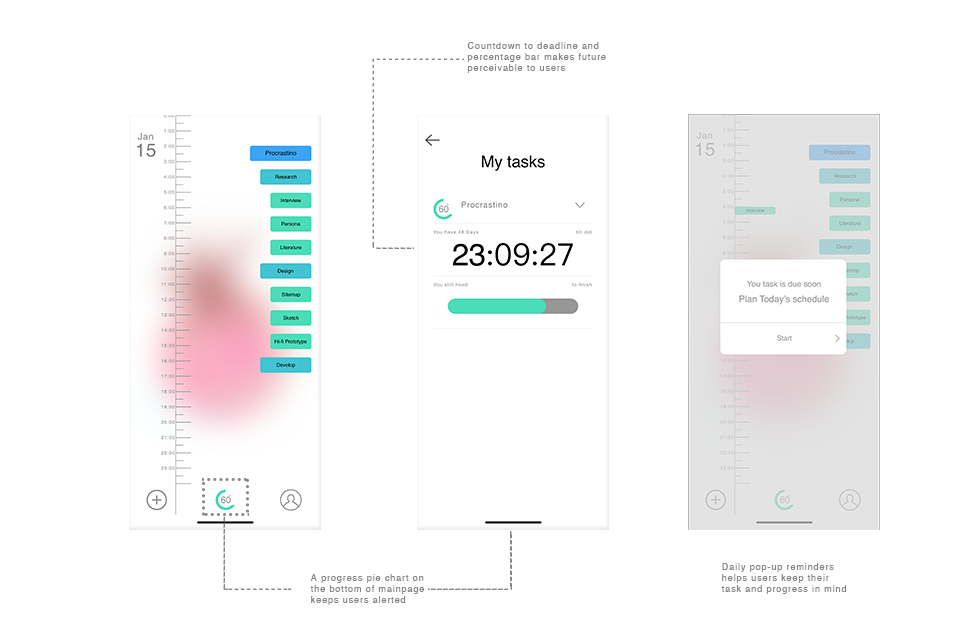 Countdown to deadline and
percentage bar makes future
perceivable to users
Jan
15
1:00
2:00
3:00
4:00
5:00
6:00
7:00
8:00
9:00
10:00
11:00
12:00
13:00
14:00
15:00
16:00
17:00
18:00
19:00
20:00
21:00
22:00
23:00
Procrastino
Research
Interview
Persona
Literature
Design
Sitemap
Sketch
Hi-fi Prototype
Develop
60
My tasks
60
Procrastino
You have 48 Days
till ddl
23:09:27
You still need
to finish
Jan
15
Procrastino
Research
Persona
Interview
Literature
Design
You task is due soon
Plan Today's schedule
Start
60
A progress pie chart on
the bottom of mainpage
keeps users alerted
Daily pop-up reminders
helps users keep their
task and progress in mind